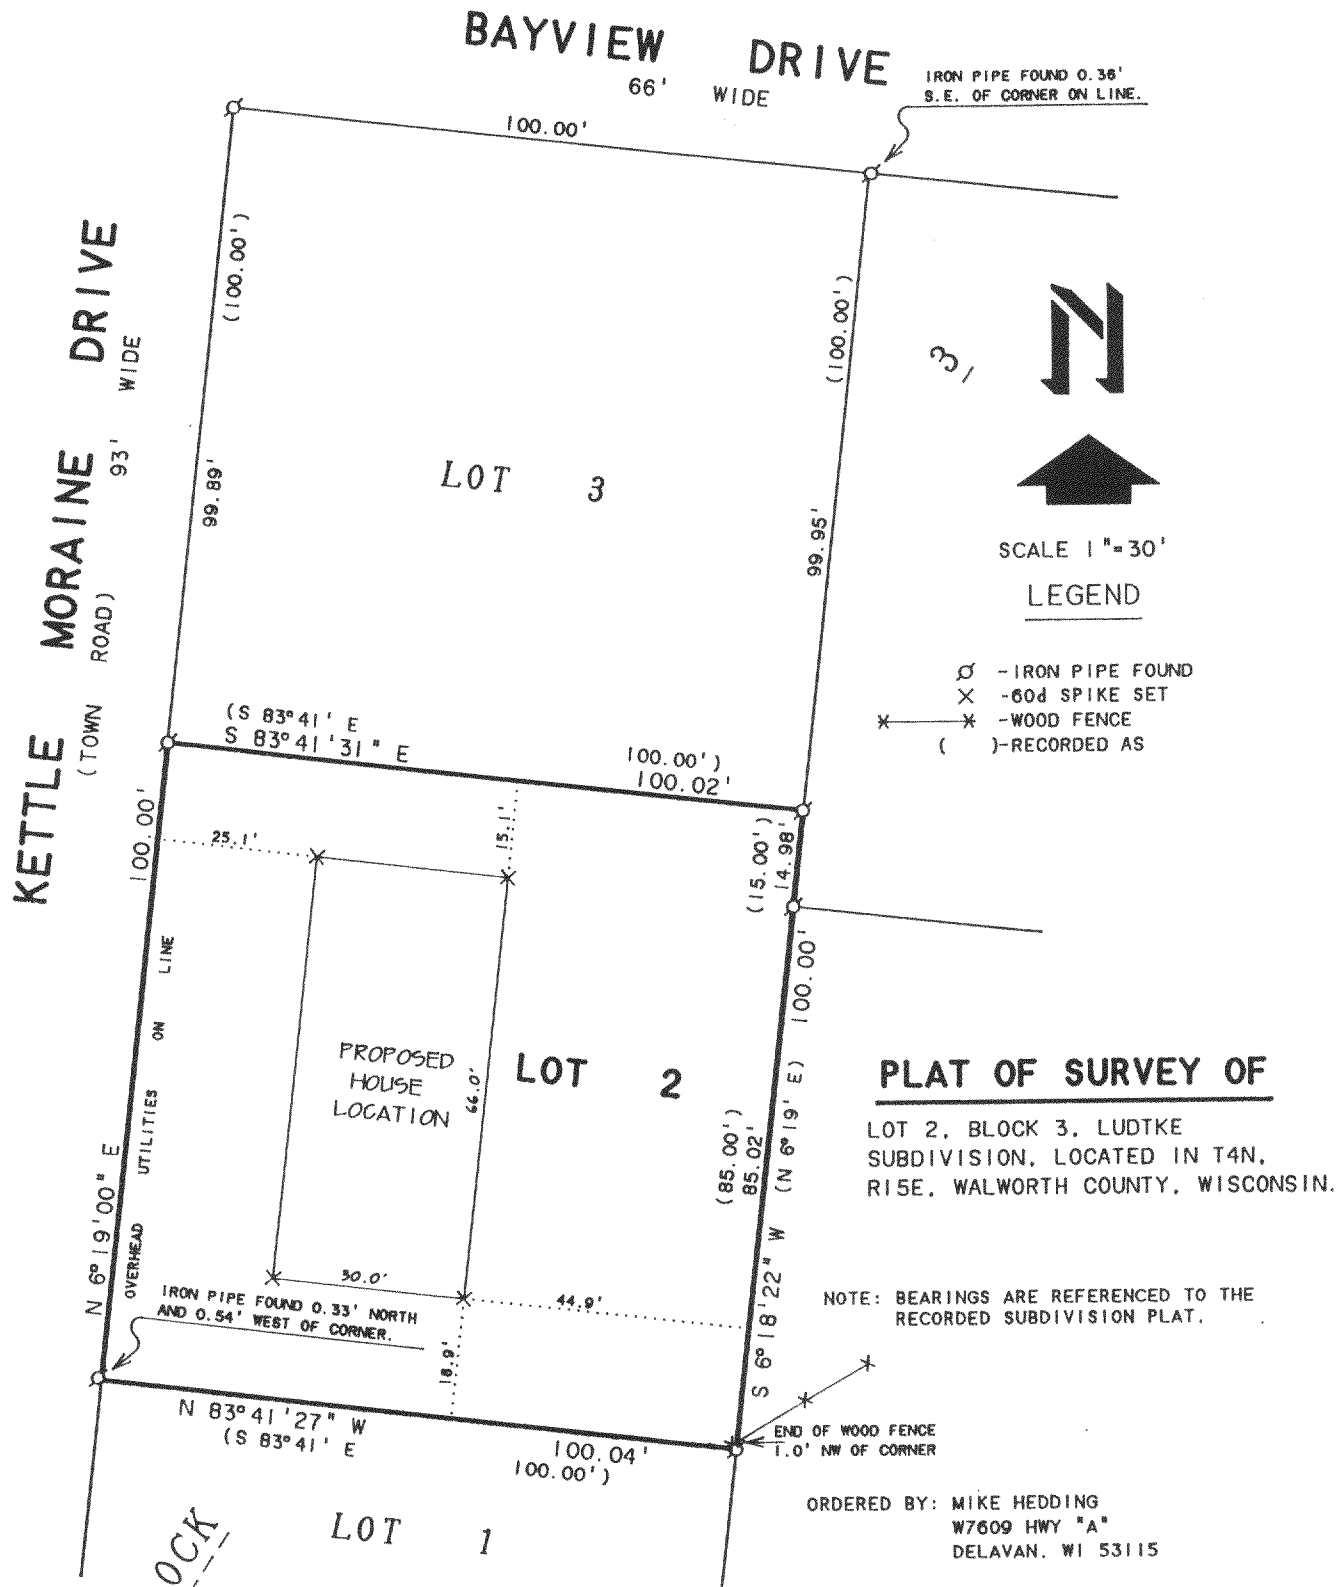 BAYVIEW DRIVE
66' WIDE
IRON PIPE FOUND 0.36'
S.E. OF CORNER ON LINE.
100.00'
KETTLE MORAINE DRIVE
(TOWN ROAD) 93' WIDE
(100.00')
99.89'
(100.00')
99.95'
LOT 3
3
N
SCALE 1"=30'
LEGEND
-IRON PIPE FOUND
-60d SPIKE SET
-WOOD FENCE
( )-RECORDED AS
(S 83°41' E 100.00')
S 83°41'31" E 100.02'
100.00'
25.1'
15.1'
(15.00')
14.98'
100.00'
N 6°19'00" E
OVERHEAD UTILITIES ON LINE
PROPOSED
HOUSE
LOCATION
66.0'
LOT 2
(85.00')
85.02'
(N 6°19' E)
S 6°18'22" W
30.0'
44.9'
18.9'
IRON PIPE FOUND 0.33' NORTH
AND 0.54' WEST OF CORNER.
N 83°41'27" W 100.04'
(S 83°41' E 100.00')
PLAT OF SURVEY OF
LOT 2, BLOCK 3, LUDTKE
SUBDIVISION, LOCATED IN T4N,
R15E, WALWORTH COUNTY, WISCONSIN.
NOTE: BEARINGS ARE REFERENCED TO THE
RECORDED SUBDIVISION PLAT.
END OF WOOD FENCE
1.0' NW OF CORNER
ORDERED BY: MIKE HEDDING
W7609 HWY "A"
DELAVAN, WI 53115
LOT 1
OCK